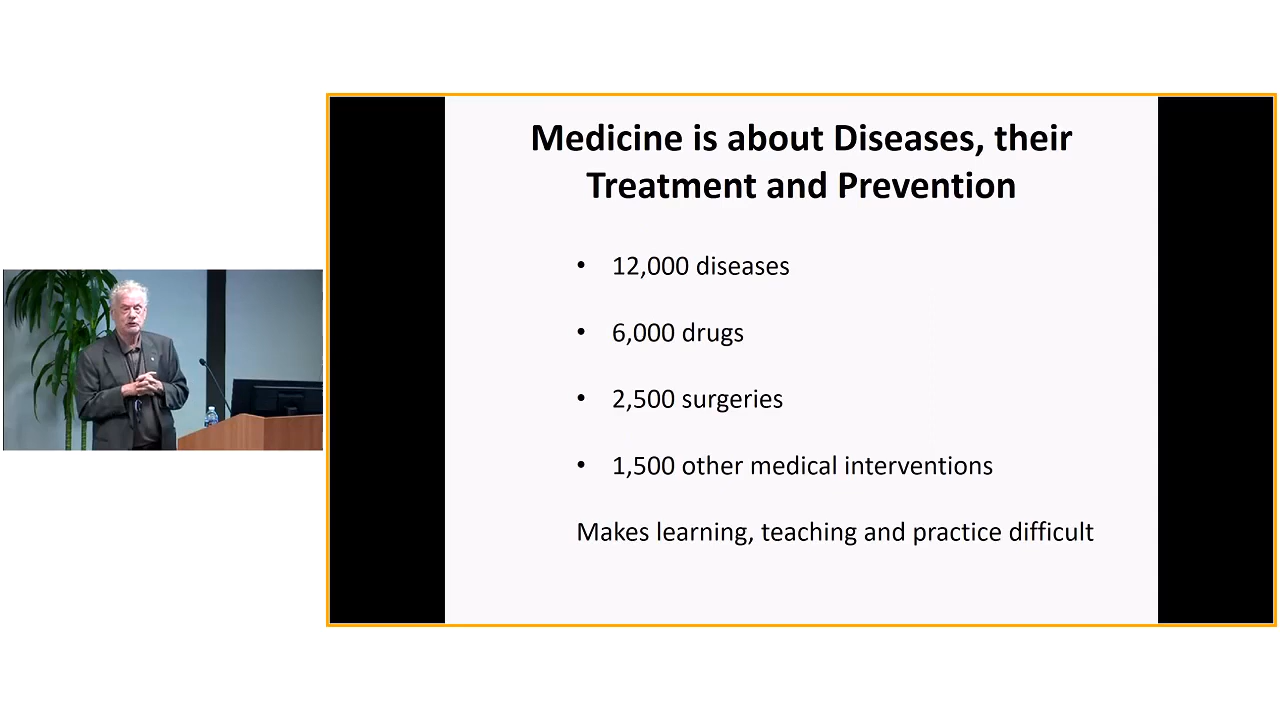 Medicine is about Diseases, their
Treatment and Prevention
• 12,000 diseases
• 6,000 drugs
• 2,500 surgeries
• 1,500 other medical interventions
Makes learning, teaching and practice difficult